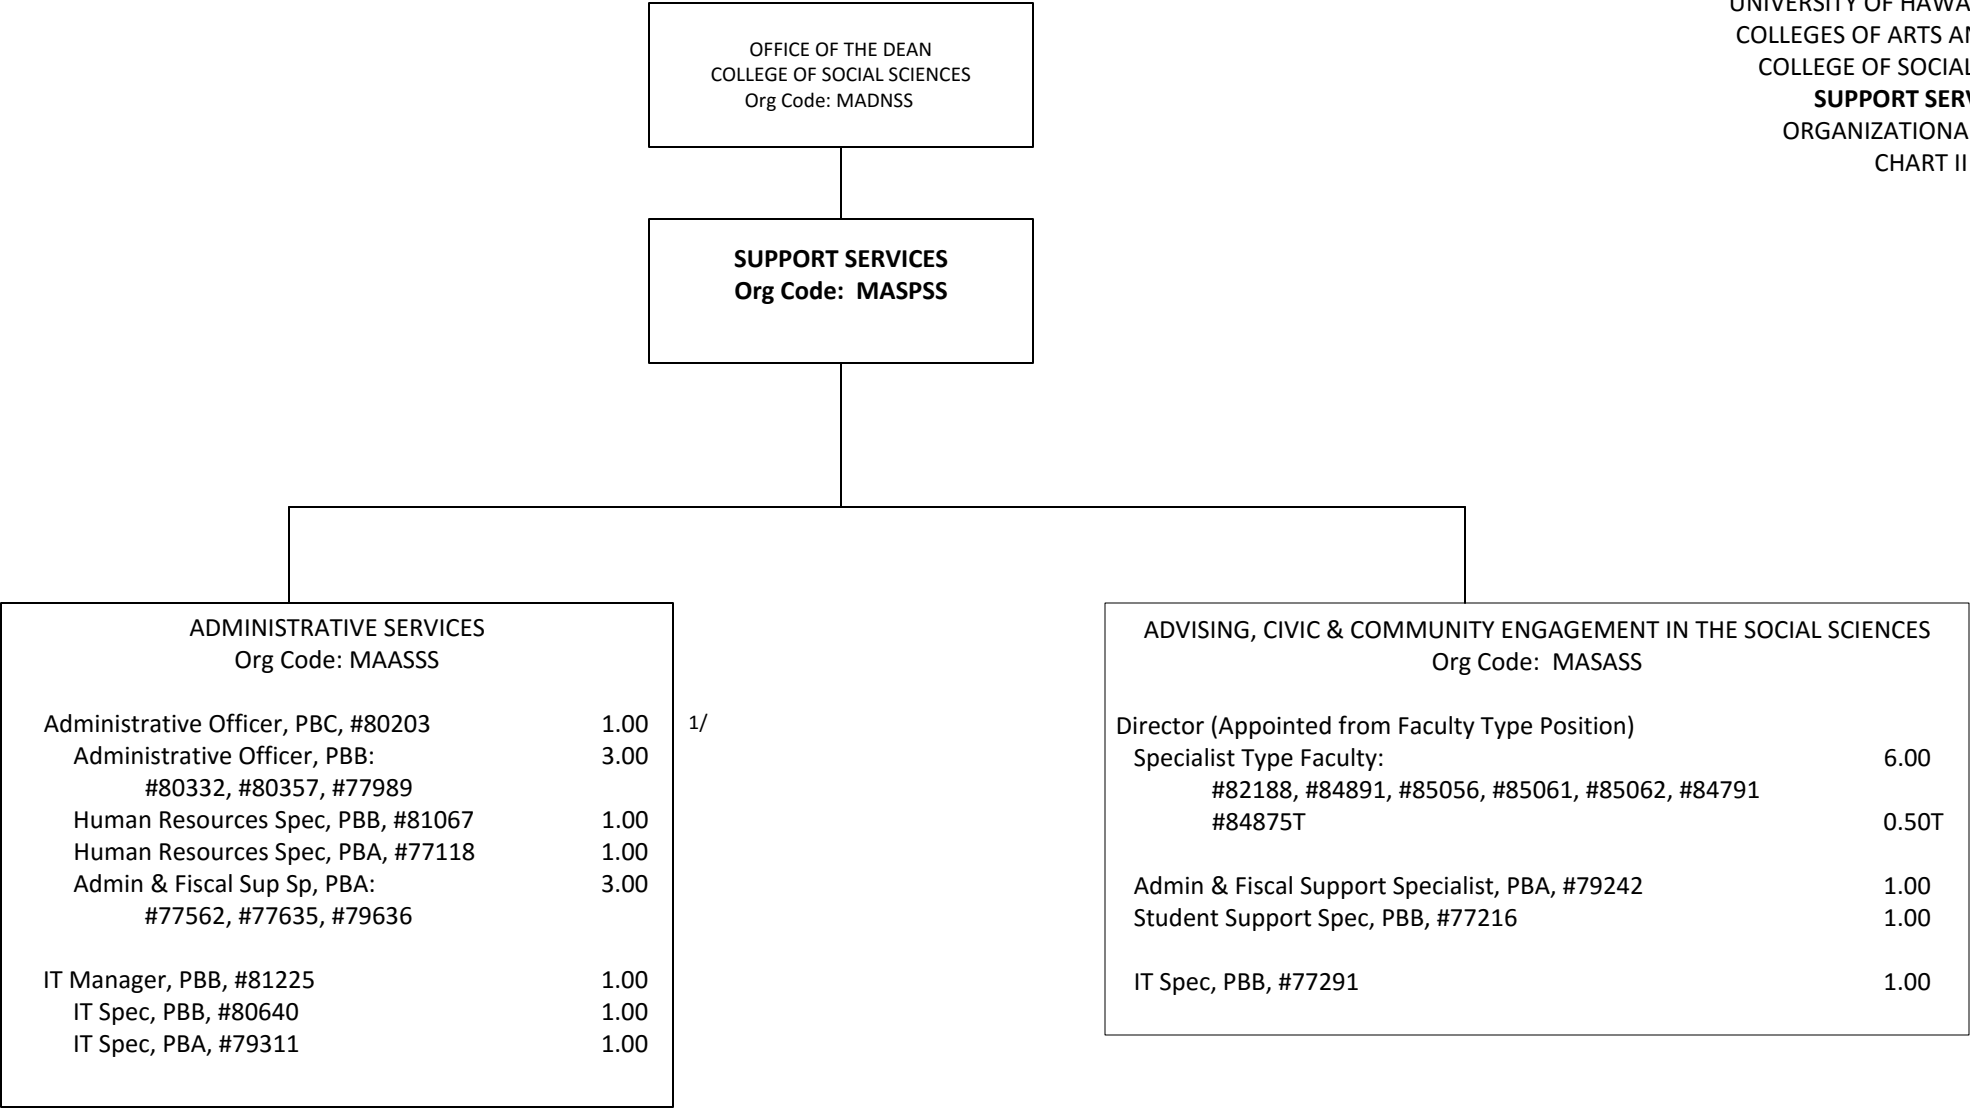 OFFICE OF THE DEAN
COLLEGE OF SOCIAL SCIENCES
Org Code: MADNSS
UNIVERSITY OF
COLLEGES OF ARTS
COLLEGE OF SOCIAL
SUPPORT
CHART II
SUPPORT SERVICES
Org Code: MASPSS
ADMINISTRATIVE SERVICES
Org Code: MAASSS
Administrative Officer, PBC, #80203 1.00 1/
Administrative Officer, PBB: 3.00
#80332, #80357, #77989
Human Resources Spec, PBB, #81067 1.00
Human Resources Spec, PBA, #77118 1.00
Admin & Fiscal Sup Sp, PBA: 3.00
#77562, #77635, #79636
IT Manager, PBB, #81225 1.00
IT Spec, PBB, #80640 1.00
IT Spec, PBA, #79311 1.00
ADVISING, CIVIC & COMMUNITY ENGAGEMENT IN THE SOCIAL SCIENCES
Org Code: MASASS
Director (Appointed from Faculty Type Position)
Specialist Type Faculty: 6.00
#82188, #84891, #85056, #85061, #85062, #84791
#84875T 0.50T
Admin & Fiscal Support Specialist, PBA, #79242 1.00
Student Support Spec, PBB, #77216 1.00
IT Spec, PBB, #77291 1.00